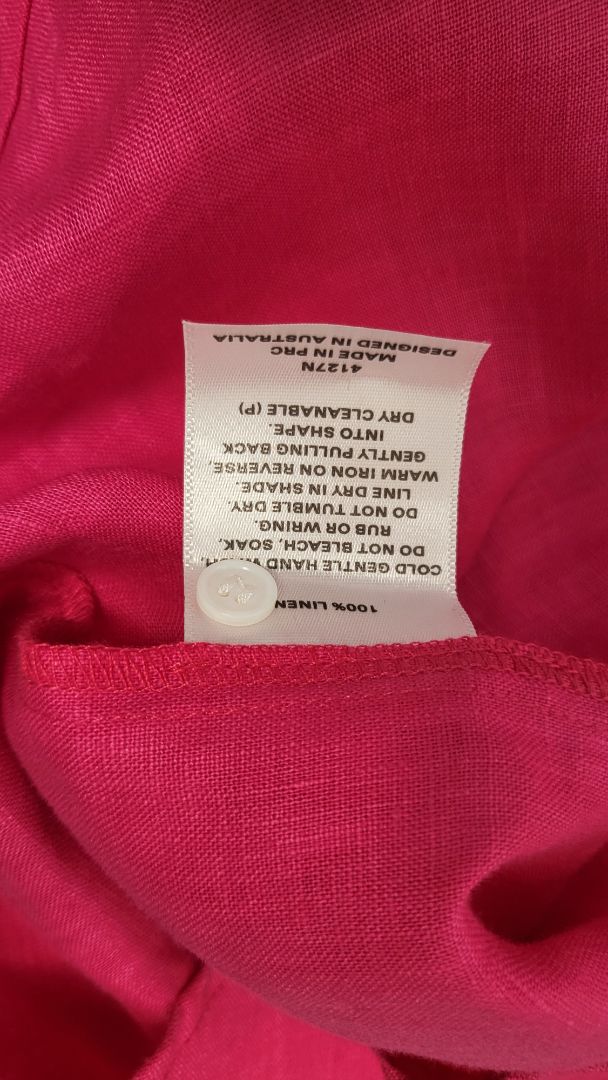 100% LINEN
COLD GENTLE HAND
DO NOT BLEACH, SOAK,
RUB OR WRING.
DO NOT TUMBLE DRY.
LINE DRY IN SHADE.
WARM IRON ON REVERSE,
GENTLY PULLING BACK
INTO SHAPE.
DRY CLEANABLE (P)
4127N
MADE IN PRC
DESIGNED IN AUSTRALIA